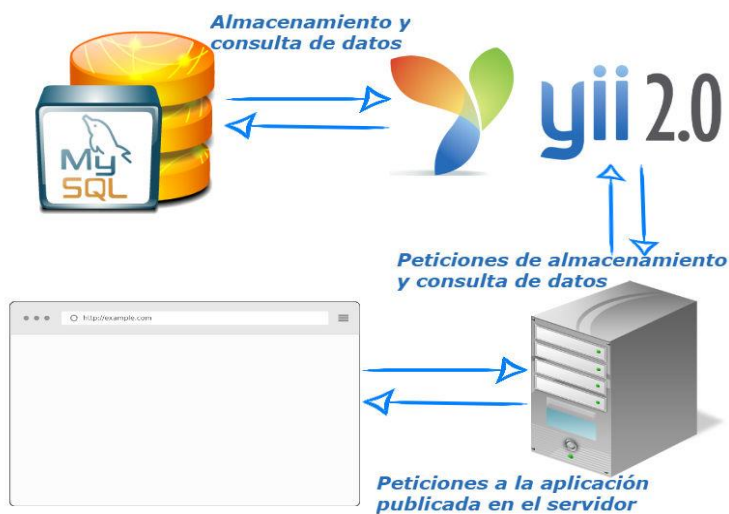 Almacenamiento y
consulta de datos
My
SQL
yii 2.0
Peticiones de almacenamiento
y consulta de datos
http://example.com
Peticiones a la aplicación
publicada en el servidor